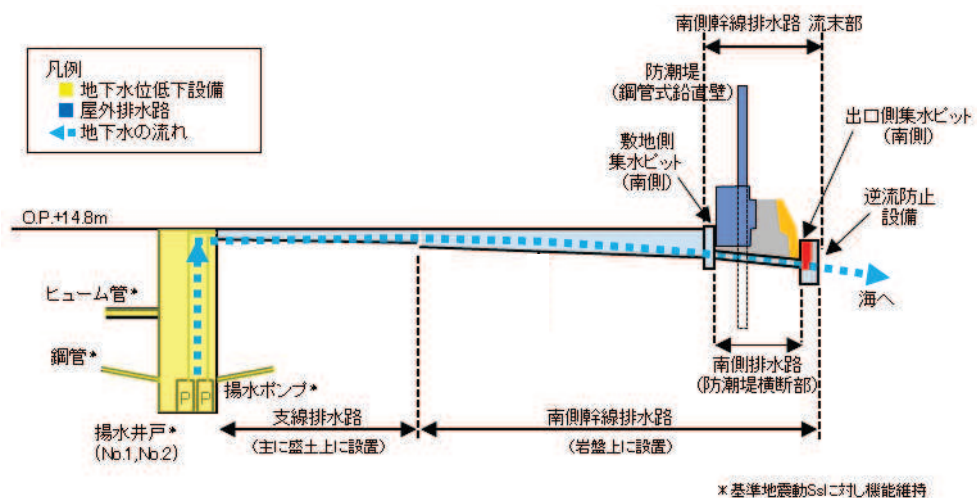 南側幹線排水路 流末部
凡例
地下水位低下設備
屋外排水路
地下水の流れ
防潮堤
(鋼管式鉛直壁)
出口側集水ピット
(南側)
敷地側
集水ピット
(南側)
逆流防止
設備
O.P.+14.8m
海へ
ヒューム管*
鋼管*
P P
揚水ポンプ*
揚水井戸*
(No.1,No.2)
南側排水路
(防潮堤横断部)
支線排水路
(主に盛土上に設置)
南側幹線排水路
(岩盤上に設置)
*基準地震動Ssに対し機能維持